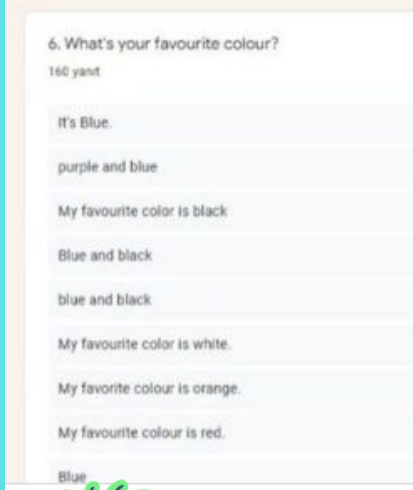 6. What's your favourite colour?
160 yanıt
It's Blue.
purple and blue
My favourite color is black
Blue and black
blue and black
My favourite color is white.
My favorite colour is orange.
My favourite colour is red.
Blue